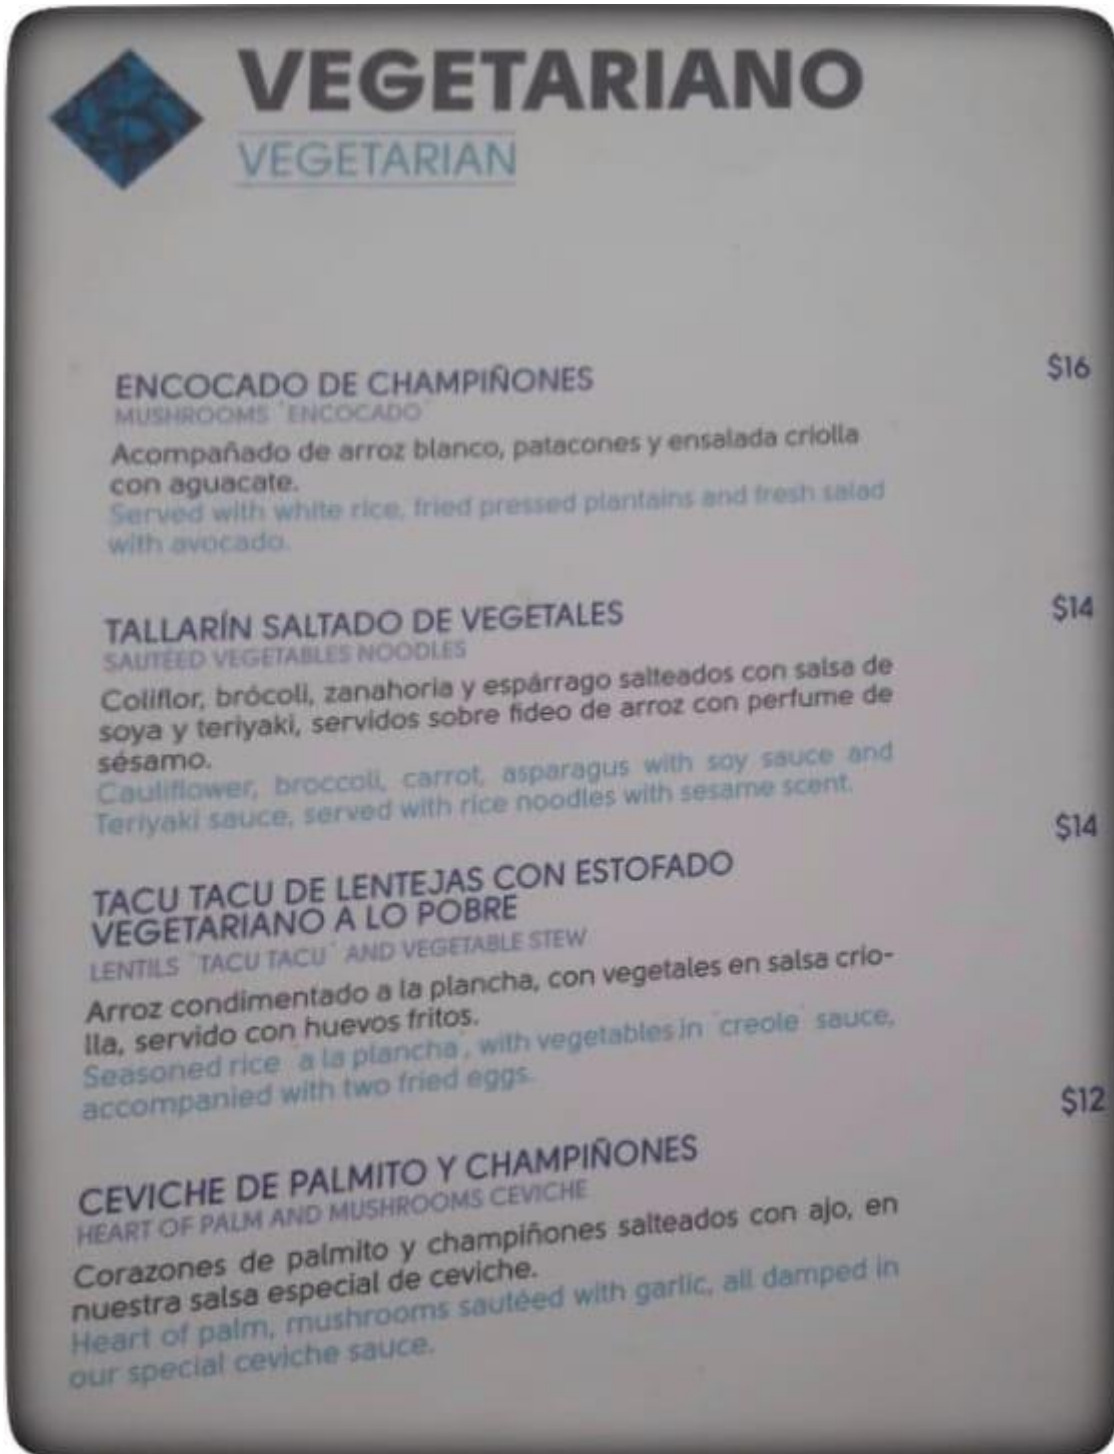 VEGETARIANO
VEGETARIAN
ENCOCADO DE CHAMPIÑONES $16
MUSHROOMS ´ENCOCADO´
Acompañado de arroz blanco, patacones y ensalada criolla
con aguacate.
Served with white rice, fried pressed plantains and fresh salad
with avocado.
TALLARÍN SALTADO DE VEGETALES $14
SAUTÉED VEGETABLES NOODLES
Coliflor, brócoli, zanahoria y espárrago salteados con salsa de
soya y teriyaki, servidos sobre fideo de arroz con perfume de
sésamo.
Cauliflower, broccoli, carrot, asparagus with soy sauce and
Teriyaki sauce, served with rice noodles with sesame scent.
TACU TACU DE LENTEJAS CON ESTOFADO $14
VEGETARIANO A LO POBRE
LENTILS ´TACU TACU´ AND VEGETABLE STEW
Arroz condimentado a la plancha, con vegetales en salsa crio-
lla, servido con huevos fritos.
Seasoned rice ´a la plancha´, with vegetables in ´creole´ sauce,
accompanied with two fried eggs.
CEVICHE DE PALMITO Y CHAMPIÑONES $12
HEART OF PALM AND MUSHROOMS CEVICHE
Corazones de palmito y champiñones salteados con ajo, en
nuestra salsa especial de ceviche.
Heart of palm, mushrooms sautéed with garlic, all damped in
our special ceviche sauce.